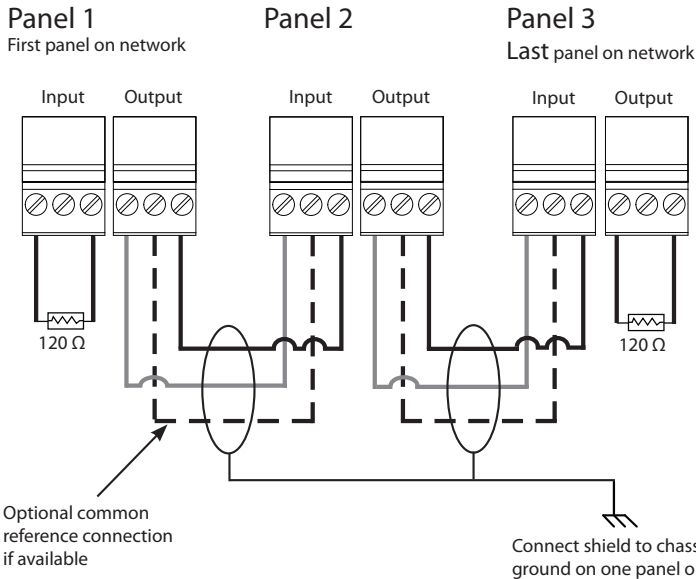 Panel 1
First panel on network
Panel 2
Panel 3
Last panel on network
Input
Output
Input
Output
Input
Output
120 Ω
120 Ω
Optional common
reference connection
if available
Connect shield to
ground on one panel